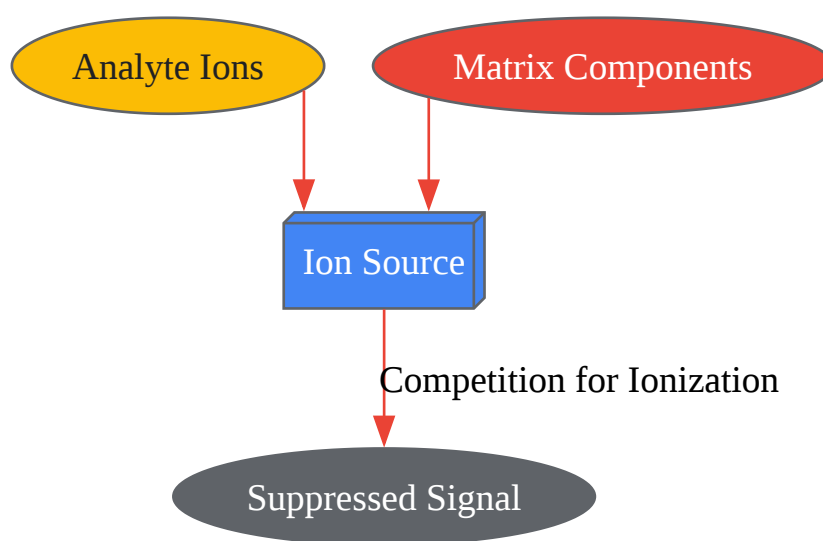 Analyte Ions
Matrix Components
Ion Source
Competition for Ionization
Suppressed Signal